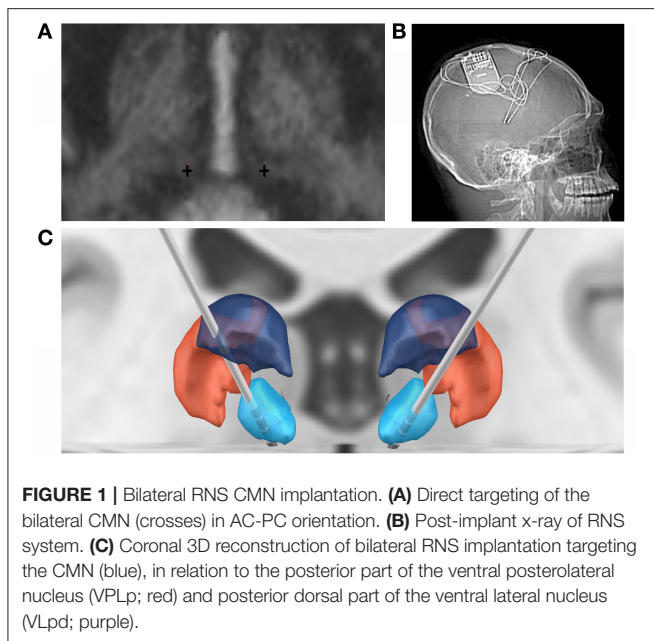 A
B
C
FIGURE 1 | Bilateral RNS CMN implantation. (A) Direct targeting of the
bilateral CMN (crosses) in AC-PC orientation. (B) Post-implant x-ray of RNS
system. (C) Coronal 3D reconstruction of bilateral RNS implantation targeting
the CMN (blue), in relation to the posterior part of the ventral posterolateral
nucleus (VPLp; red) and posterior dorsal part of the ventral lateral nucleus
(VLpd; purple).